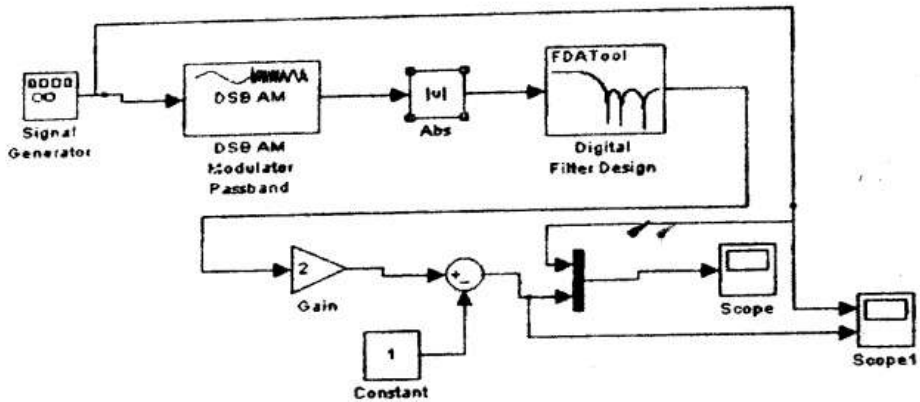 FDATool
DSB AM
|u|
Signal
Generator
DSB AM
Modulator
Passband
Abs
Digital
Filter Design
2
Gain
+
-
Scope
1
Constant
Scope1